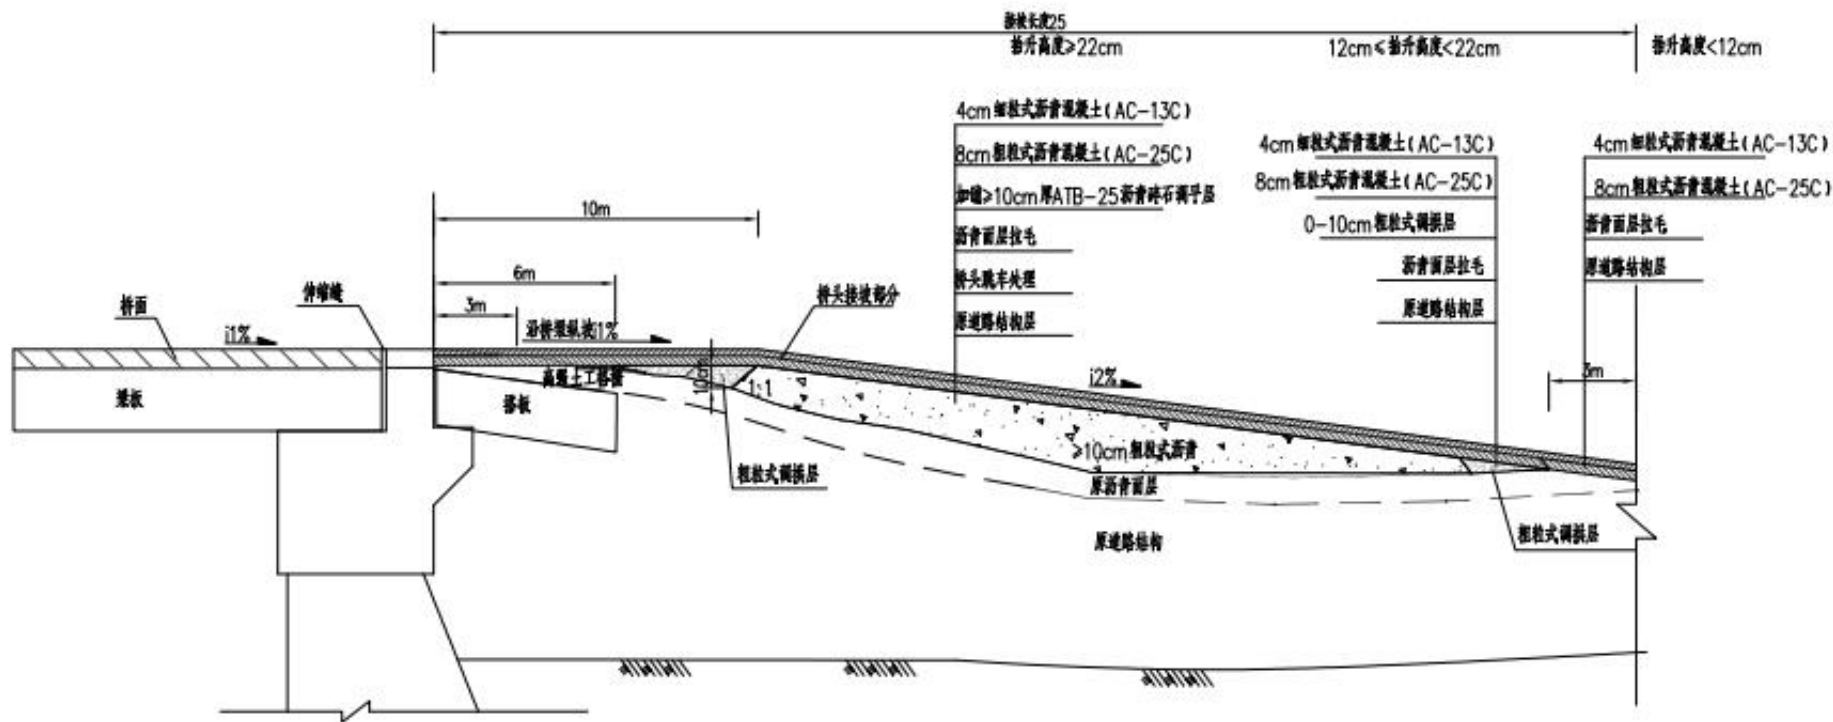 接坡长度25
抬升高度≥22cm
12cm≤抬升高度<22cm
抬升高度<12cm
4cm细粒式沥青混凝土(AC-13C)
8cm粗粒式沥青混凝土(AC-25C)
加铺≥10cm厚ATB-25沥青碎石调平层
沥青面层拉毛
桥头跳车处理
原道路结构层
4cm细粒式沥青混凝土(AC-13C)
8cm粗粒式沥青混凝土(AC-25C)
0-10cm粗粒式调拱层
沥青面层拉毛
原道路结构层
4cm细粒式沥青混凝土(AC-13C)
8cm粗粒式沥青混凝土(AC-25C)
沥青面层拉毛
原道路结构层
10m
6m
3m
桥面
伸缩缝
i1%
沿桥梁纵坡i1%
桥头接坡部分
i2%
3m
梁板
高强土工格栅
搭板
10cm
1:1
≥10cm粗粒式沥青
粗粒式调拱层
原沥青面层
原道路结构
粗粒式调拱层